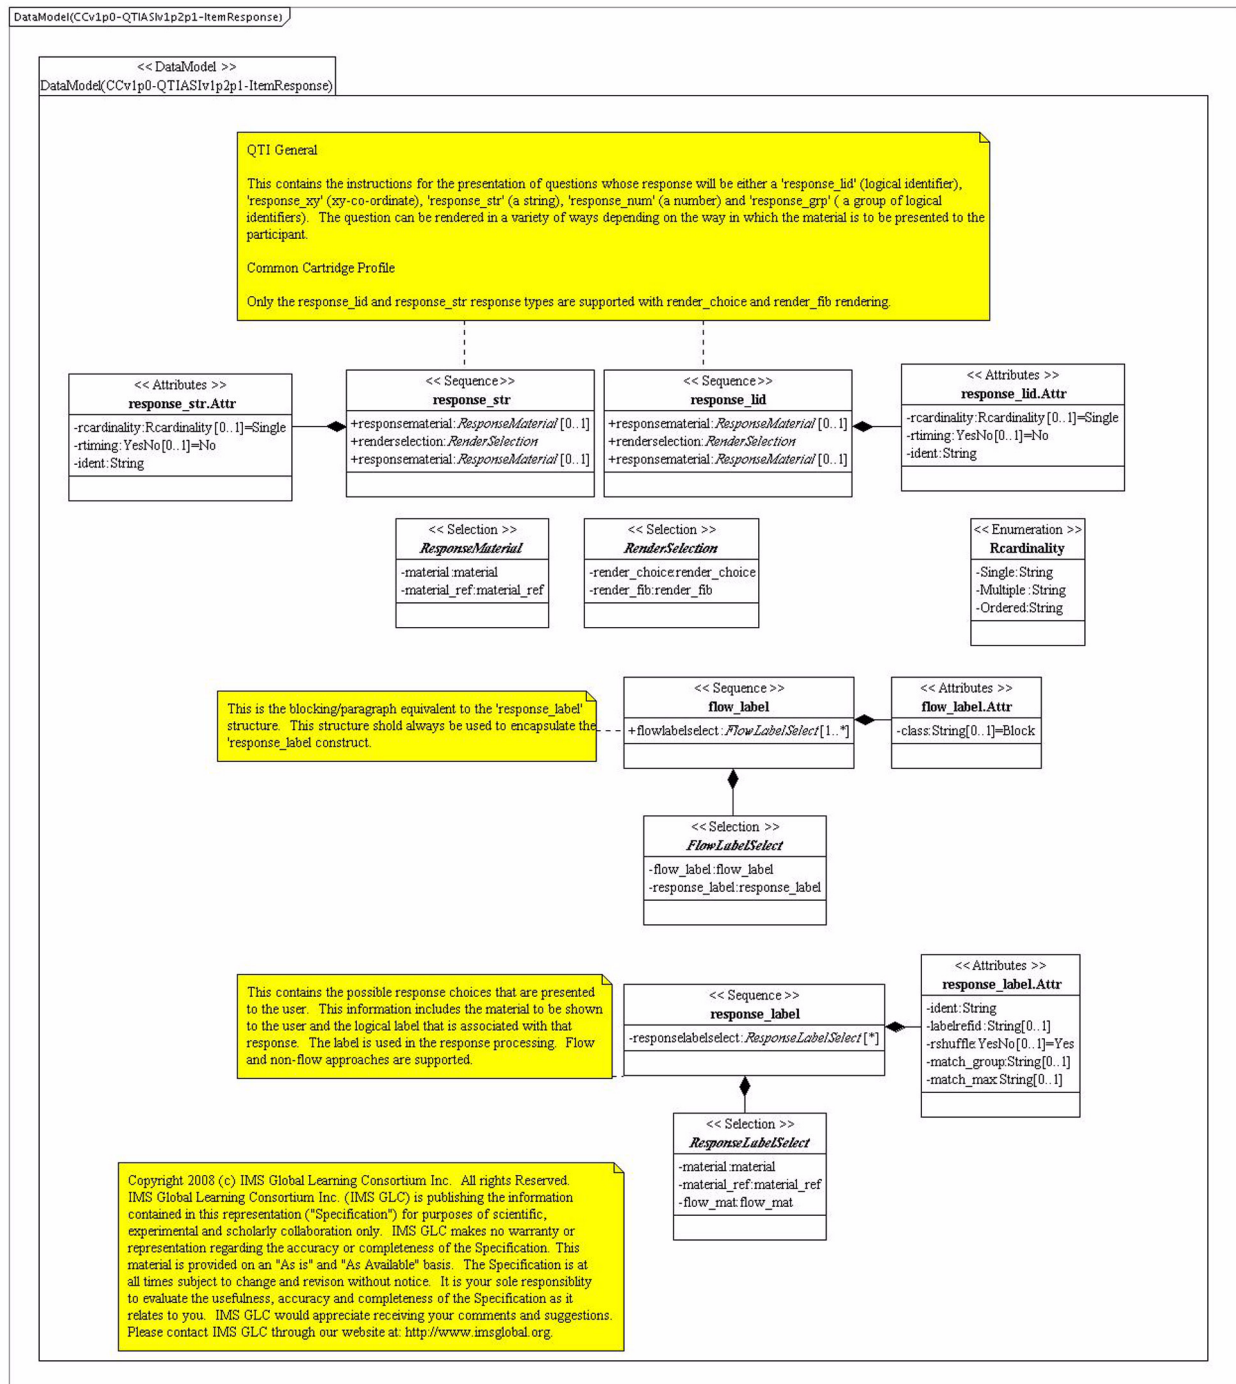 DataModel(CCv1p0-QTIASIv1p2p1-ItemResponse)
<< DataModel >>
DataModel(CCv1p0-QTIASIv1p2p1-ItemResponse)
QTI General
This contains the instructions for the presentation of questions whose response will be either a 'response_lid' (logical identifier),
'response_xy' (xy-co-ordinate), 'response_str' (a string), 'response_num' (a number) and 'response_grp' ( a group of logical
identifiers).  The question can be rendered in a variety of ways depending on the way in which the material is to be presented to the
participant.
Common Cartridge Profile
Only the response_lid and response_str response types are supported with render_choice and render_fib rendering.
<< Attributes >>
response_str.Attr
-rcardinality:Rcardinality[0..1]=Single
-rtiming:YesNo[0..1]=No
-ident:String
<< Sequence>>
response_str
+responsematerial:ResponseMaterial[0..1]
+renderselection:RenderSelection
+responsematerial:ResponseMaterial[0..1]
<< Sequence>>
response_lid
+responsematerial:ResponseMaterial[0..1]
+renderselection:RenderSelection
+responsematerial:ResponseMaterial[0..1]
<< Attributes >>
response_lid.Attr
-rcardinality:Rcardinality[0..1]=Single
-rtiming:YesNo[0..1]=No
-ident:String
<< Selection >>
ResponseMaterial
-material:material
-material_ref:material_ref
<< Selection >>
RenderSelection
-render_choice:render_choice
-render_fib:render_fib
<< Enumeration >>
Rcardinality
-Single:String
-Multiple :String
-Ordered:String
This is the blocking/paragraph equivalent to the 'response_label'
structure.  This structure shold always be used to encapsulate the
'response_label construct.
<< Sequence >>
flow_label
+flowlabelselect:FlowLabelSelect[1..*]
<< Attributes >>
flow_label.Attr
-class:String[0..1]=Block
<< Selection >>
FlowLabelSelect
-flow_label:flow_label
-response_label:response_label
This contains the possible response choices that are presented
to the user.  This information includes the material to be shown
to the user and the logical label that is associated with that
response.  The label is used in the response processing.  Flow
and non-flow approaches are supported.
<< Sequence >>
response_label
-responselabelselect:ResponseLabelSelect[*]
<< Attributes >>
response_label.Attr
-ident:String
-labelrefid:String[0..1]
-rshuffle:YesNo[0..1]=Yes
-match_group:String[0..1]
-match_max:String[0..1]
<< Selection >>
ResponseLabelSelect
-material:material
-material_ref:material_ref
-flow_mat:flow_mat
Copyright 2008 (c) IMS Global Learning Consortium Inc.  All rights Reserved.
IMS Global Learning Consortium Inc. (IMS GLC) is publishing the information
contained in this representation ("Specification") for purposes of scientific,
experimental and scholarly collaboration only.  IMS GLC makes no warranty or
representation regarding the accuracy or completeness of the Specification. This
material is provided on an "As is" and "As Available" basis.  The Specification is at
all times subject to change and revison without notice.  It is your sole responsiblity
to evaluate the usefulness, accuracy and completeness of the Specification as it
relates to you.  IMS GLC would appreciate receiving your comments and suggestions.
Please contact IMS GLC through our website at: http://www.imsglobal.org.